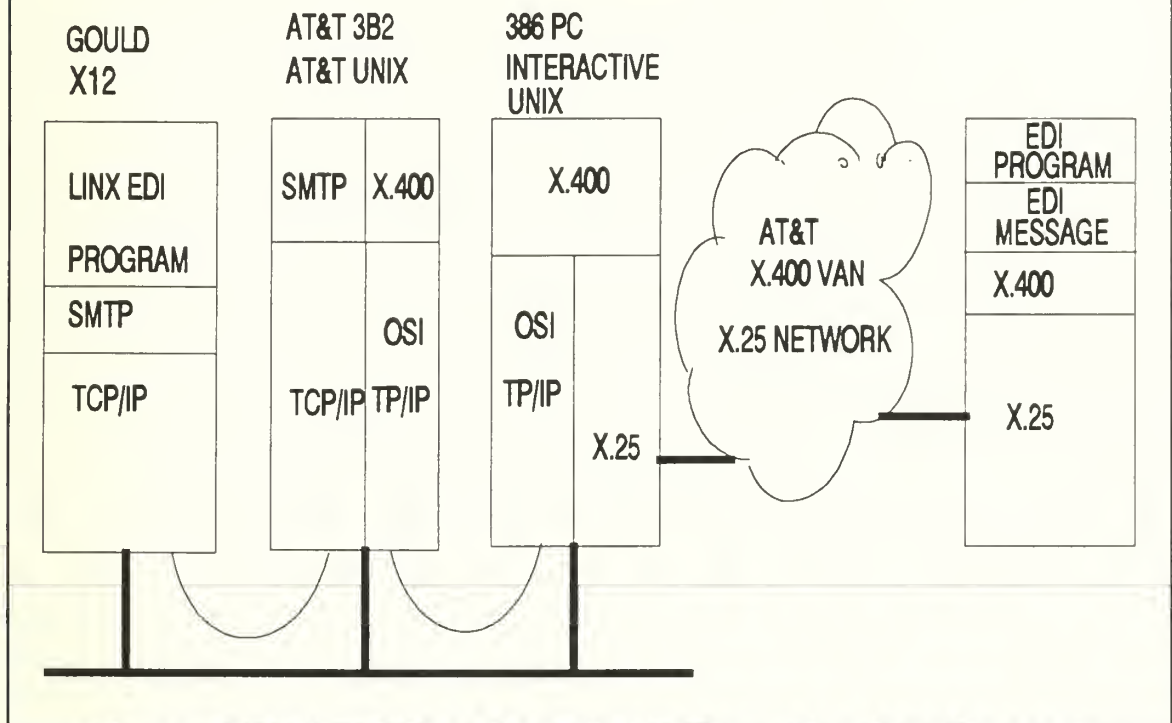 GOULD
X12
AT&T 3B2
AT&T UNIX
386 PC
INTERACTIVE
UNIX
LINX EDI
PROGRAM
SMTP
TCP/IP
SMTP
X.400
TCP/IP
OSI
TP/IP
X.400
OSI
TP/IP
X.25
AT&T
X.400 VAN
X.25 NETWORK
EDI
PROGRAM
EDI
MESSAGE
X.400
X.25